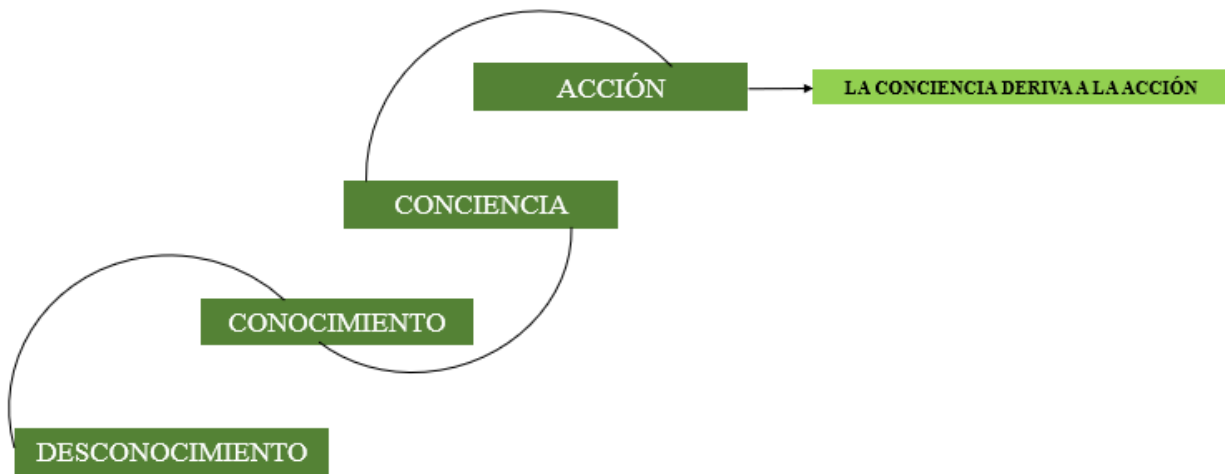 ACCIÓN
LA CONCIENCIA DERIVA A LA ACCIÓN
CONCIENCIA
CONOCIMIENTO
DESCONOCIMIENTO